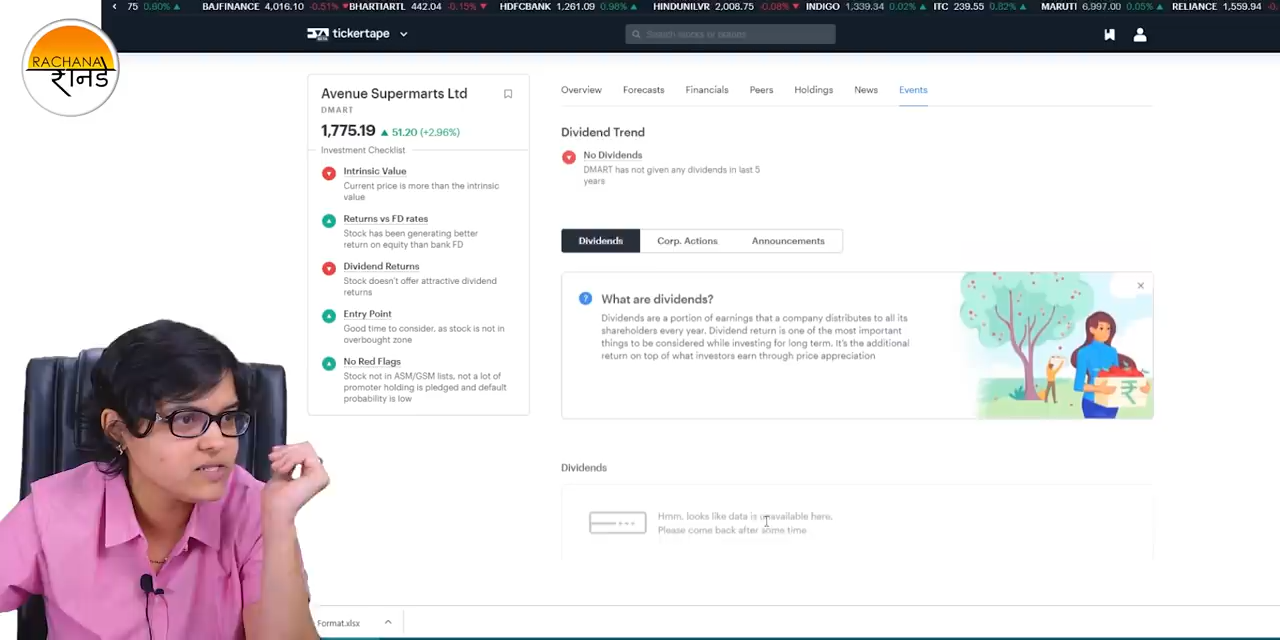 75 0.80% BAJFINANCE 4,016.10 -0.51% BHARTIARTL 442.04 -0.15% HDFCBANK 1,261.09 0.98% HINDUNILVR 2,008.75 -0.08% INDIGO 1,339.34 0.02% ITC 239.55 0.82% MARUTI 6,997.00 0.05% RELIANCE 1,559.94
tickertape
Search stocks or
RACHANA
रानडे
Avenue Supermarts Ltd
DMART
1,775.19 51.20 (+2.96%)
Investment Checklist
Intrinsic Value
Current price is more than the intrinsic
value
Returns vs FD rates
Stock has been generating better
return on equity than bank FD
Dividend Returns
Stock doesn't offer attractive dividend
returns
Entry Point
Good time to consider, as stock is not in
overbought zone
No Red Flags
Stock not in ASM/GSM lists, not a lot of
promoter holding is pledged and default
probability is low
Overview Forecasts Financials Peers Holdings News Events
Dividend Trend
No Dividends
DMART has not given any dividends in last 5
years
Dividends Corp. Actions Announcements
? What are dividends?
Dividends are a portion of earnings that a company distributes to all its
shareholders every year. Dividend return is one of the most important
things to be considered while investing for long term. It's the additional
return on top of what investors earn through price appreciation
₹
Dividends
Hmm, looks like data is unavailable here.
Please come back after some time
Format.xlsx